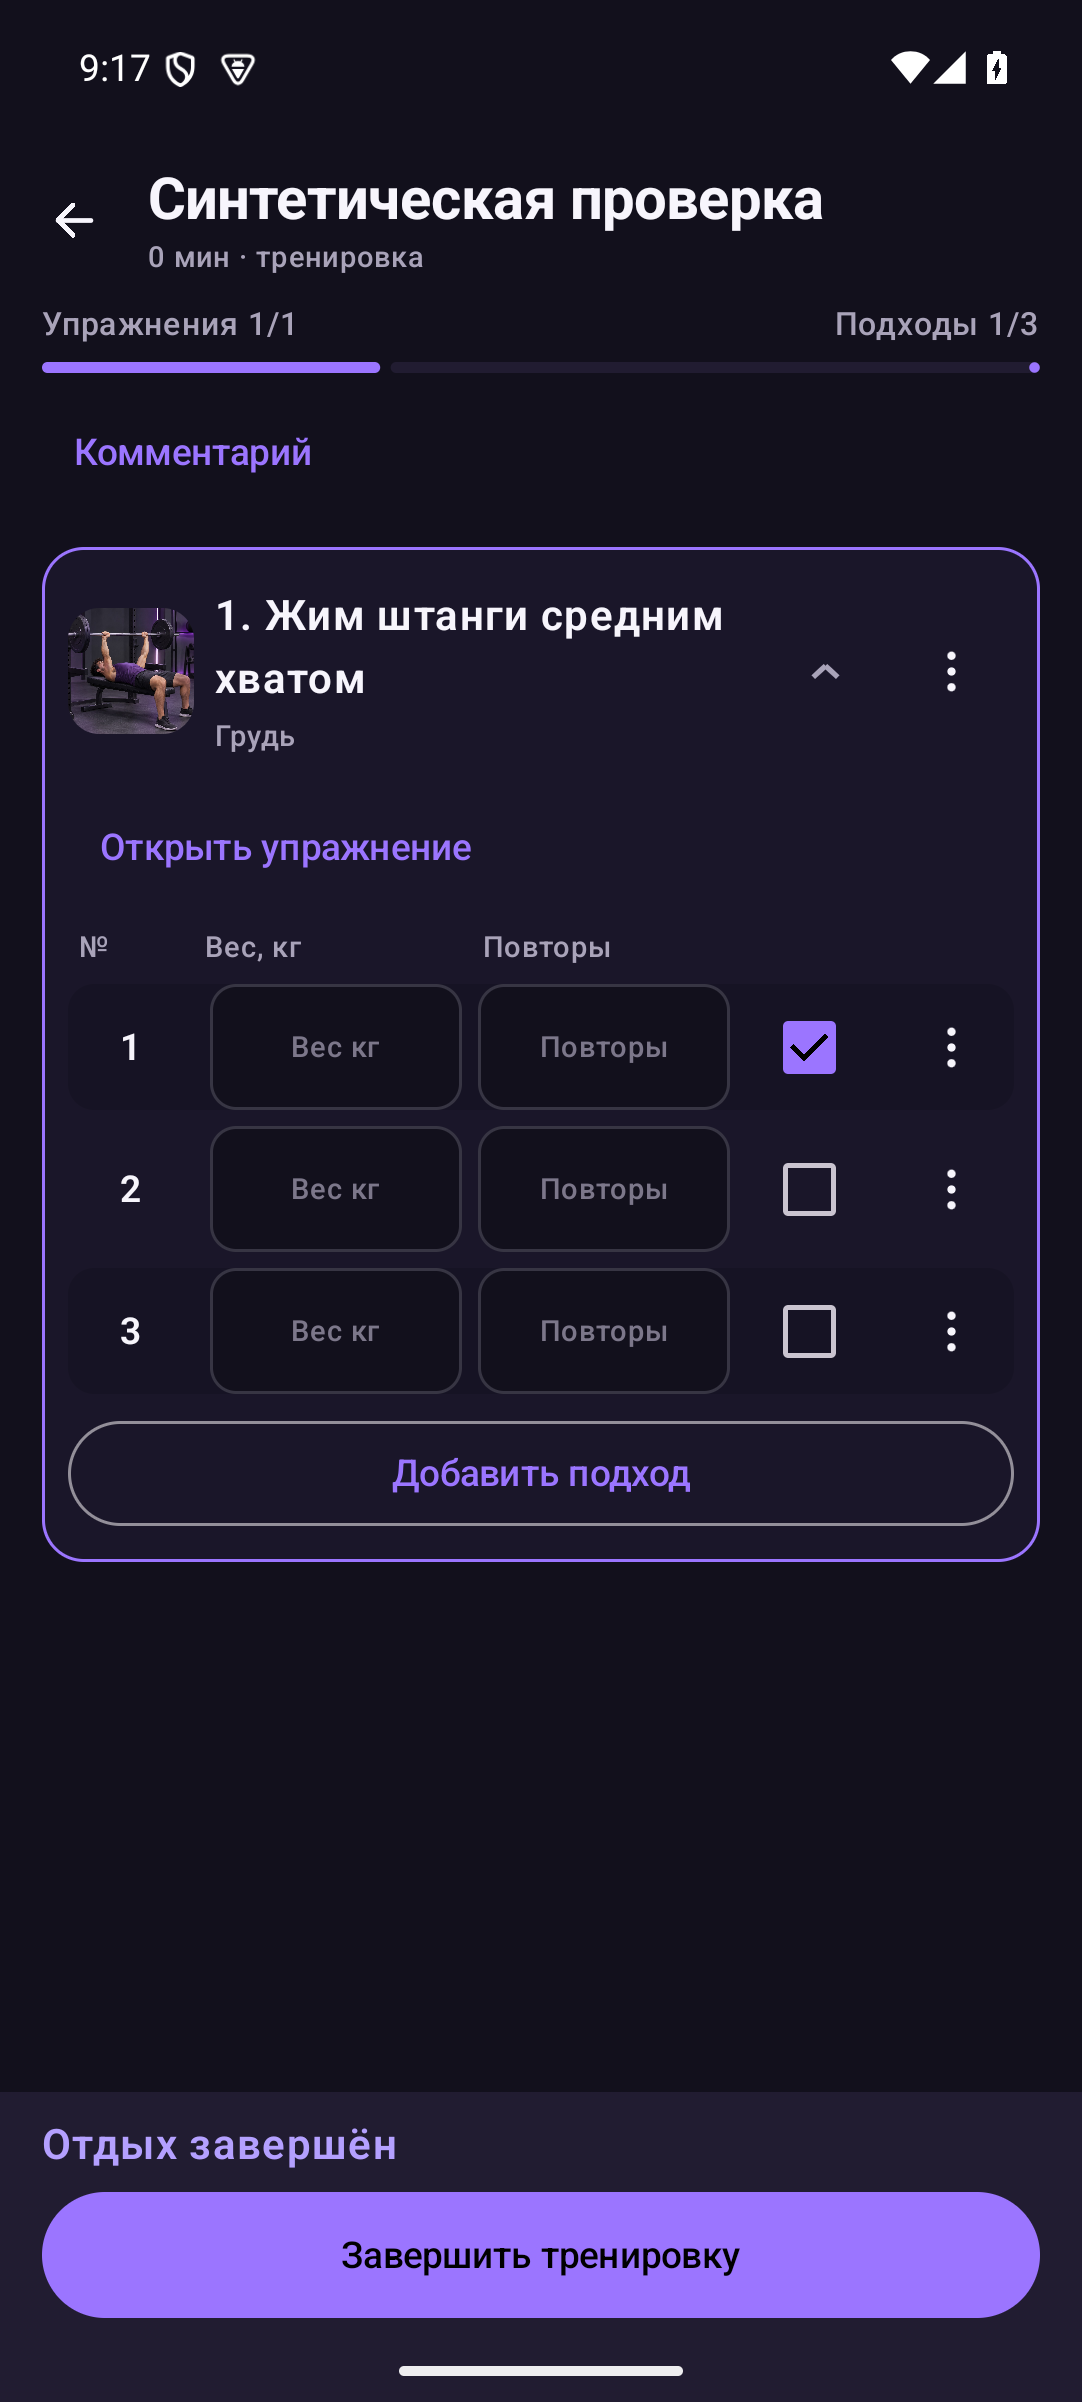 9:17
Синтетическая проверка
0 мин · тренировка
Упражнения 1/1
Подходы 1/3
Комментарий
1. Жим штанги средним
хватом
Грудь
Открыть упражнение
№ Вес, кг Повторы
1 Вес кг Повторы
2 Вес кг Повторы
3 Вес кг Повторы
Добавить подход
Отдых завершён
Завершить тренировку